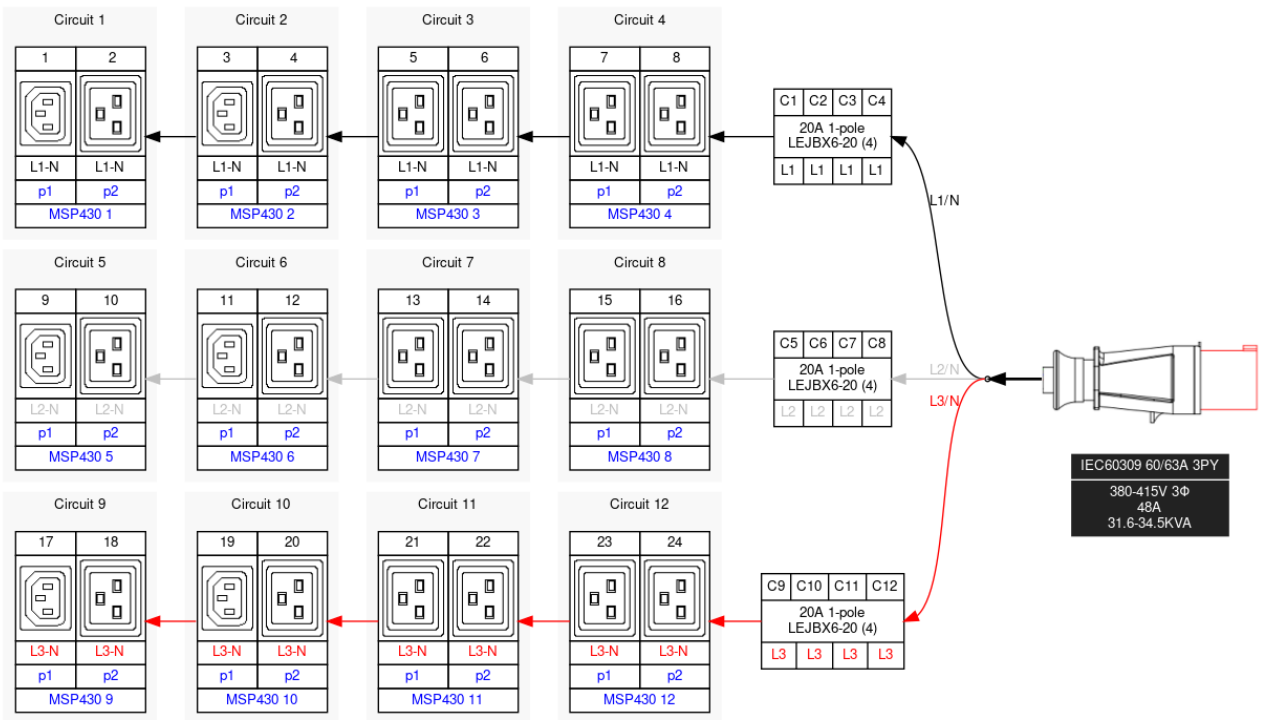 Circuit 1
Circuit 2
Circuit 3
Circuit 4
1 2
3 4
5 6
7 8
C1 C2 C3 C4
20A 1-pole
LEJBX6-20 (4)
L1 L1 L1 L1
L1-N L1-N
L1-N L1-N
L1-N L1-N
L1-N L1-N
p1 p2
p1 p2
p1 p2
p1 p2
MSP430 1
MSP430 2
MSP430 3
MSP430 4
L1/N
Circuit 5
Circuit 6
Circuit 7
Circuit 8
9 10
11 12
13 14
15 16
C5 C6 C7 C8
20A 1-pole
LEJBX6-20 (4)
L2 L2 L2 L2
L2/N
L3/N
L2-N L2-N
L2-N L2-N
L2-N L2-N
L2-N L2-N
p1 p2
p1 p2
p1 p2
p1 p2
MSP430 5
MSP430 6
MSP430 7
MSP430 8
IEC60309 60/63A 3PY
380-415V 3Φ
48A
31.6-34.5KVA
Circuit 9
Circuit 10
Circuit 11
Circuit 12
17 18
19 20
21 22
23 24
C9 C10 C11 C12
20A 1-pole
LEJBX6-20 (4)
L3 L3 L3 L3
L3-N L3-N
L3-N L3-N
L3-N L3-N
L3-N L3-N
p1 p2
p1 p2
p1 p2
p1 p2
MSP430 9
MSP430 10
MSP430 11
MSP430 12